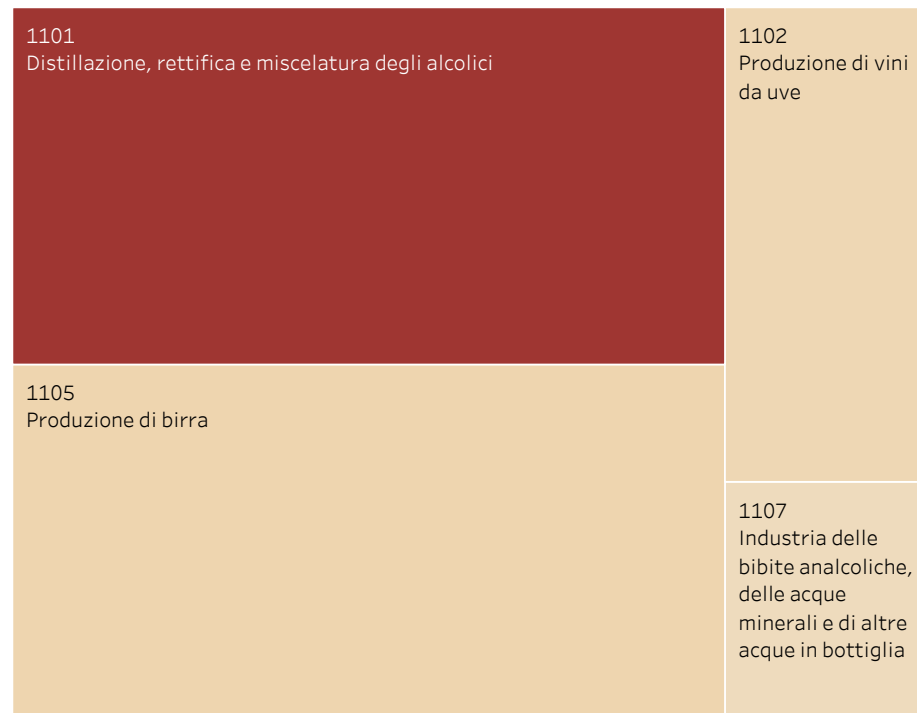 1101
Distillazione, rettifica e miscelatura degli alcolici
1102
Produzione di vini
da uve
1105
Produzione di birra
1107
Industria delle
bibite analcoliche,
delle acque
minerali e di altre
acque in bottiglia